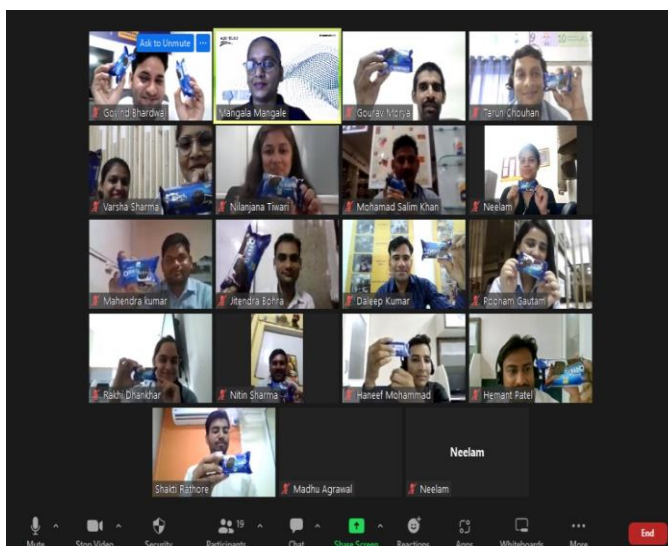 Ask to Unmute ...
Govind Bhardwaj
Mangala Mangale
Gourav Morya
Tarun Chouhan
Varsha Sharma
Nilanjana Tiwari
Mohamad Salim Khan
Neelam
Mahendra kumar
Jitendra Bohra
Daleep Kumar
Poonam Gautam
Rakhi Dhankhar
Nitin Sharma
Haneef Mohammad
Hemant Patel
Neelam
Shakti Rathore
Madhu Agrawal
Neelam
19
Mute
Stop Video
Security
Participants
Chat
Share Screen
Reactions
Apps
Whiteboards
More
End